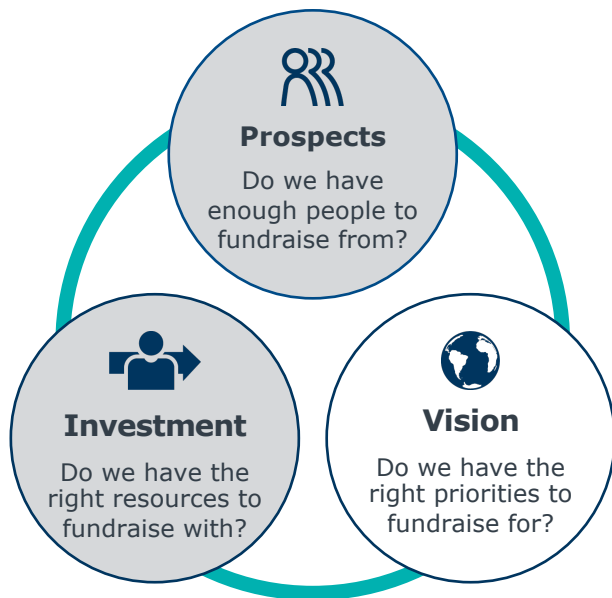 Prospects
Do we have
enough people to
fundraise from?
Investment
Do we have the
right resources to
fundraise with?
Vision
Do we have the
right priorities to
fundraise for?